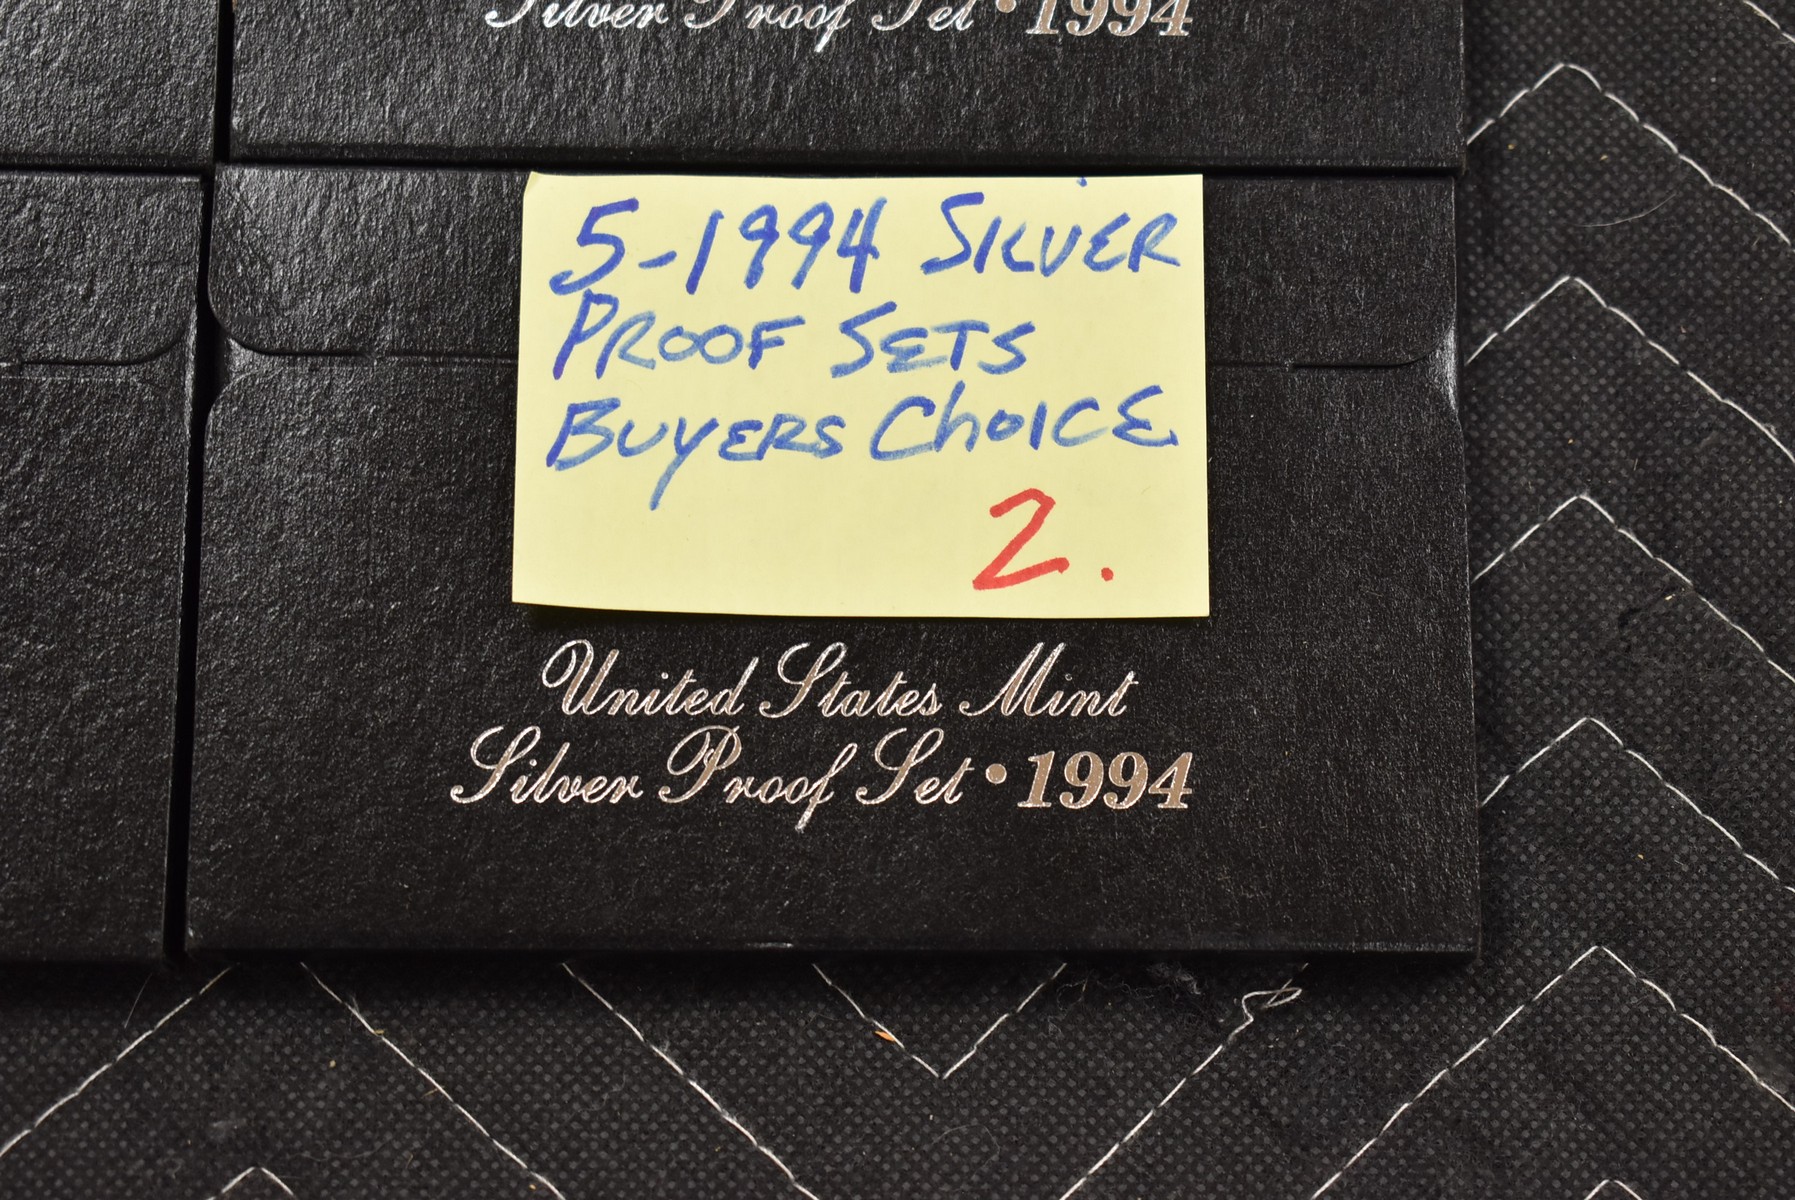 Silver Proof Set • 1994
5-1994 SILVER
PROOF SETS
BUYERS ChOICE
2.
United States Mint
Silver Proof Set • 1994